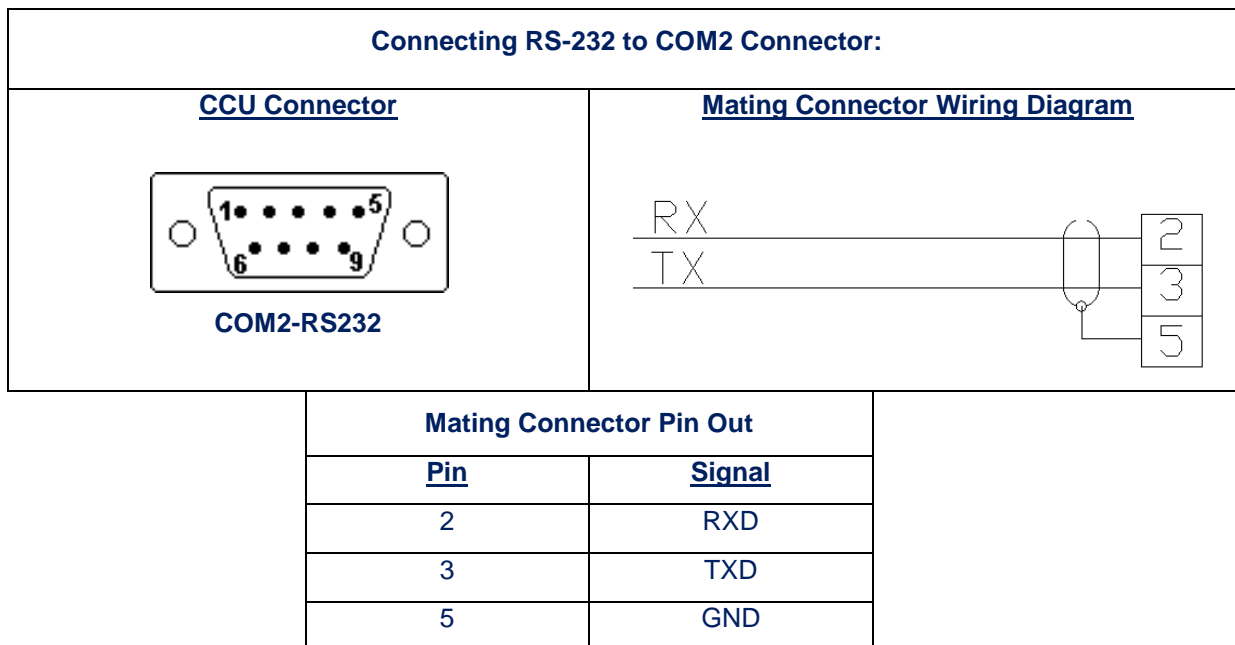 Connecting RS-232 to COM2 Connector:
CCU Connector
1 5
6 9
COM2-RS232
Mating Connector Wiring Diagram
RX 2
TX 3
5
Mating Connector Pin Out
Pin Signal
2 RXD
3 TXD
5 GND